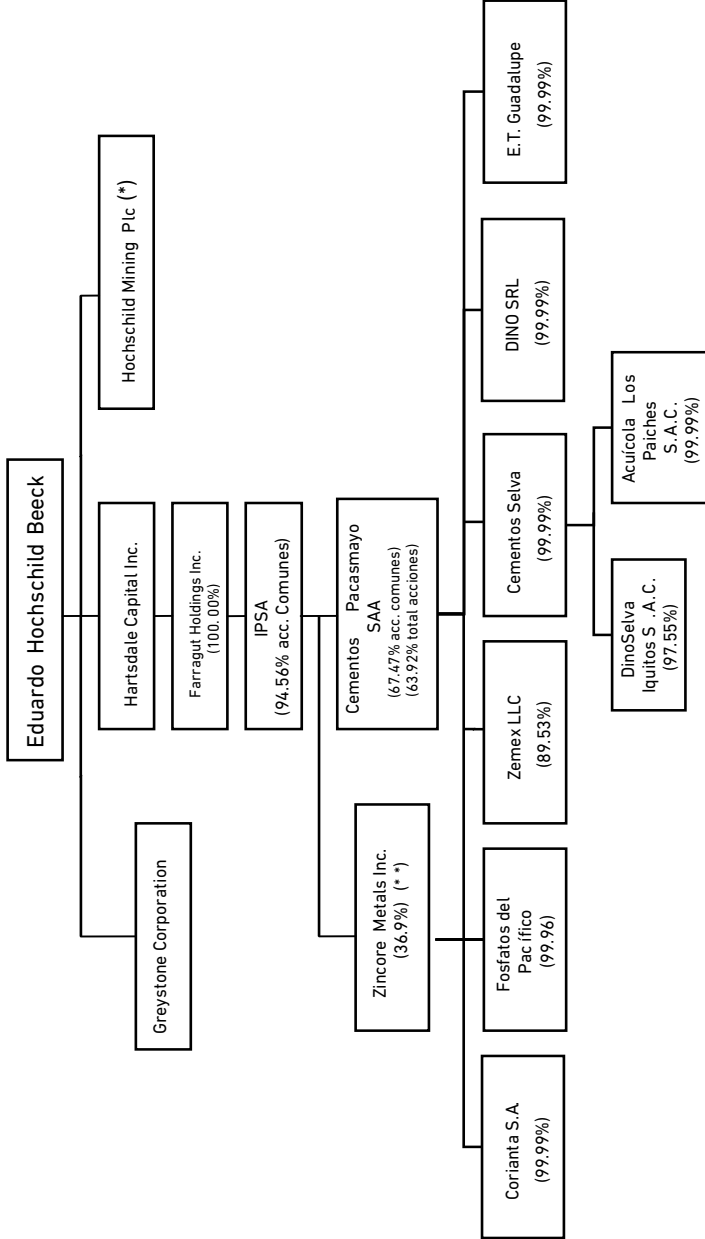 Eduardo Hochschild Beeck
Greystone Corporation
Hartsdale Capital Inc.
Hochschild Mining Plc (*)
Farragut Holdings Inc.
(100.00%)
IPSA
(94.56% acc. Comunes)
Zincore Metals Inc.
(36.9%) (* *)
Cementos Pacasmayo
SAA
(67.47% acc. comunes)
(63.92% total acciones)
Corianta S.A.
(99.99%)
Fosfatos del
Pac ífico
(99.96)
Zemex LLC
(89.53%)
Cementos Selva
(99.99%)
DINO SRL
(99.99%)
E.T. Guadalupe
(99.99%)
DinoSelva
Iquitos S .A.C.
(97.55%)
Acuícola Los
Paiches
S.A.C.
(99.99%)